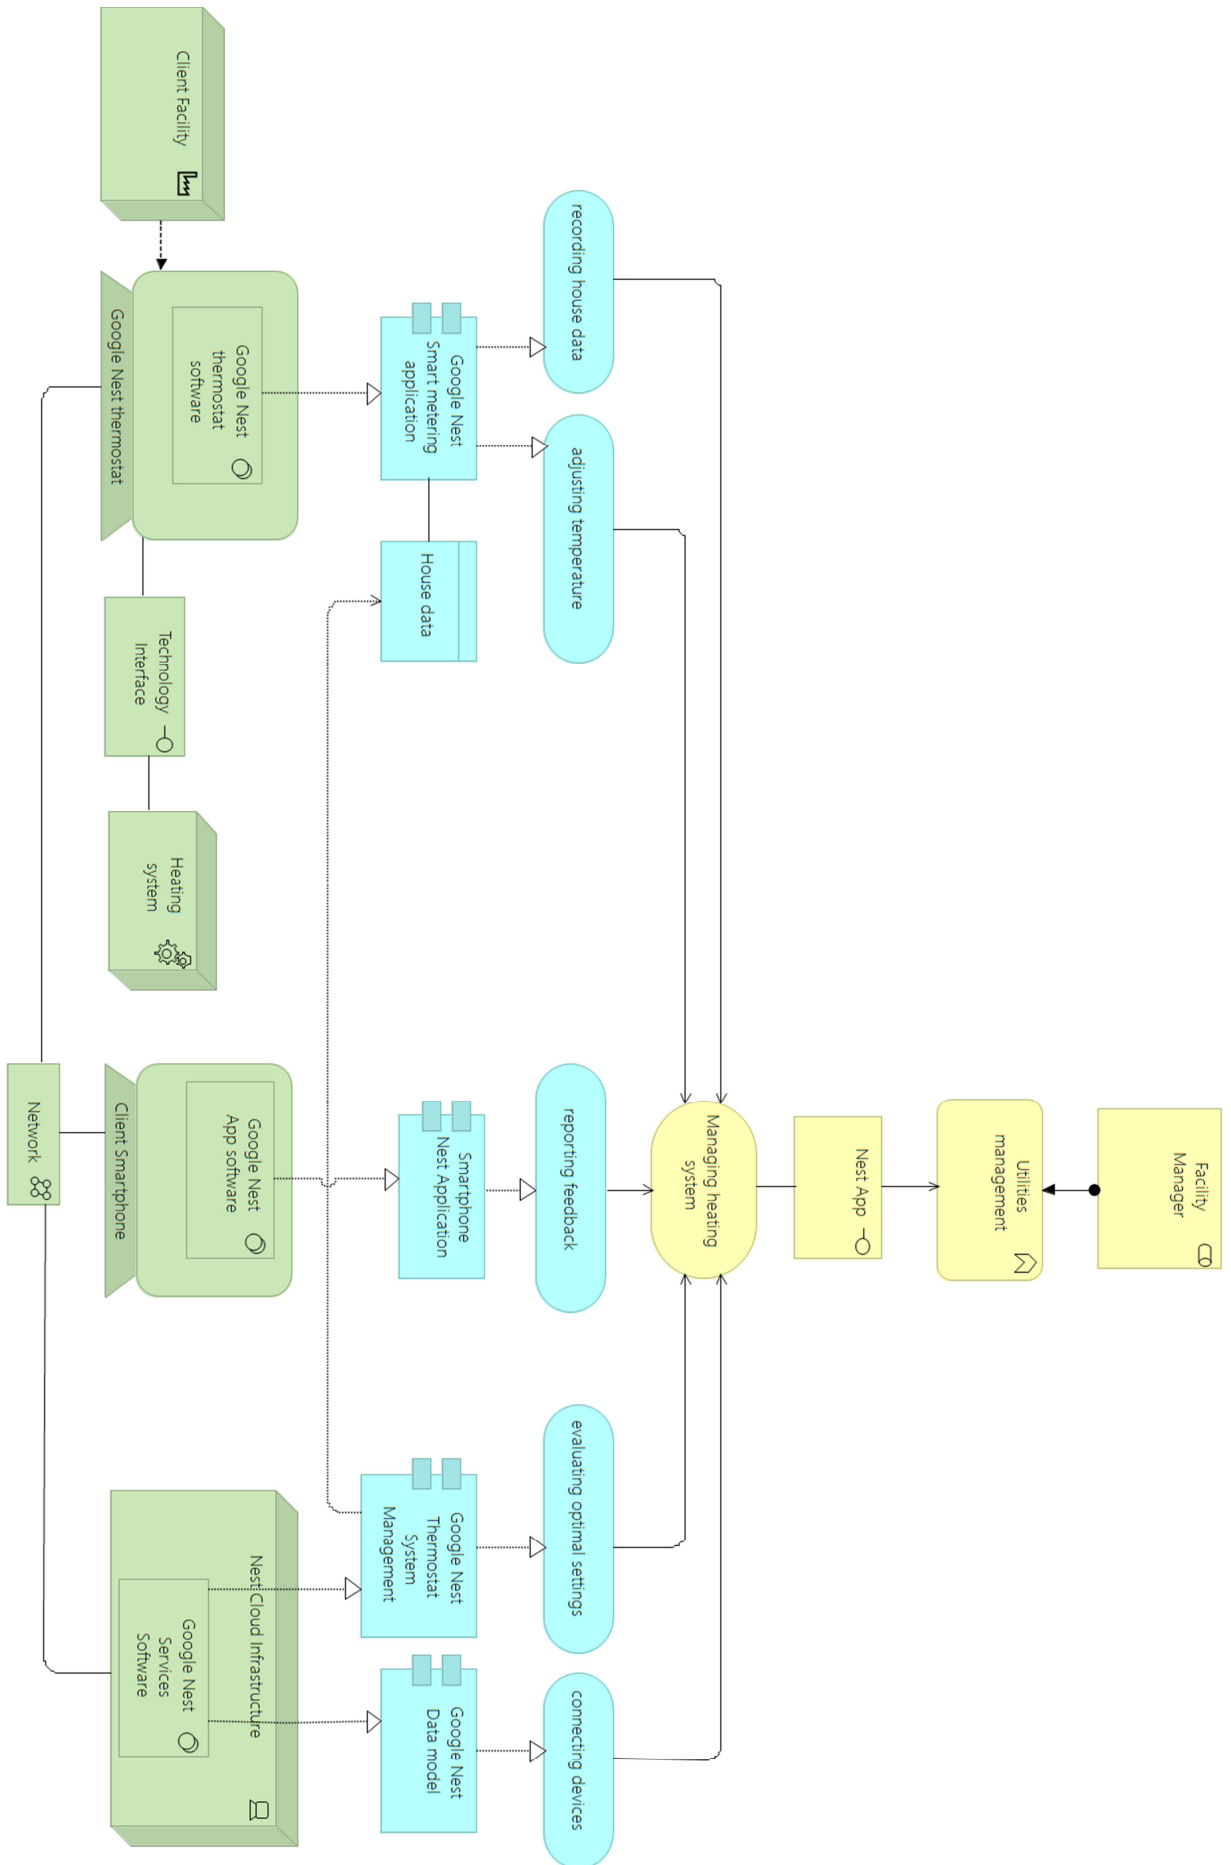 Facility
Manager
Utilities
management
Nest App
Managing heating
system
recording house data
adjusting temperature
reporting feedback
evaluating optimal settings
connecting devices
Google Nest
Smart metering
application
House data
Smartphone
Nest Application
Google Nest
Thermostat
System
Management
Google Nest
Data model
Client Facility
Google Nest
thermostat
software
Google Nest thermostat
Technology
Interface
Heating
system
Google Nest
App software
Client Smartphone
Nest Cloud Infrastructure
Google Nest
Services
Software
Network